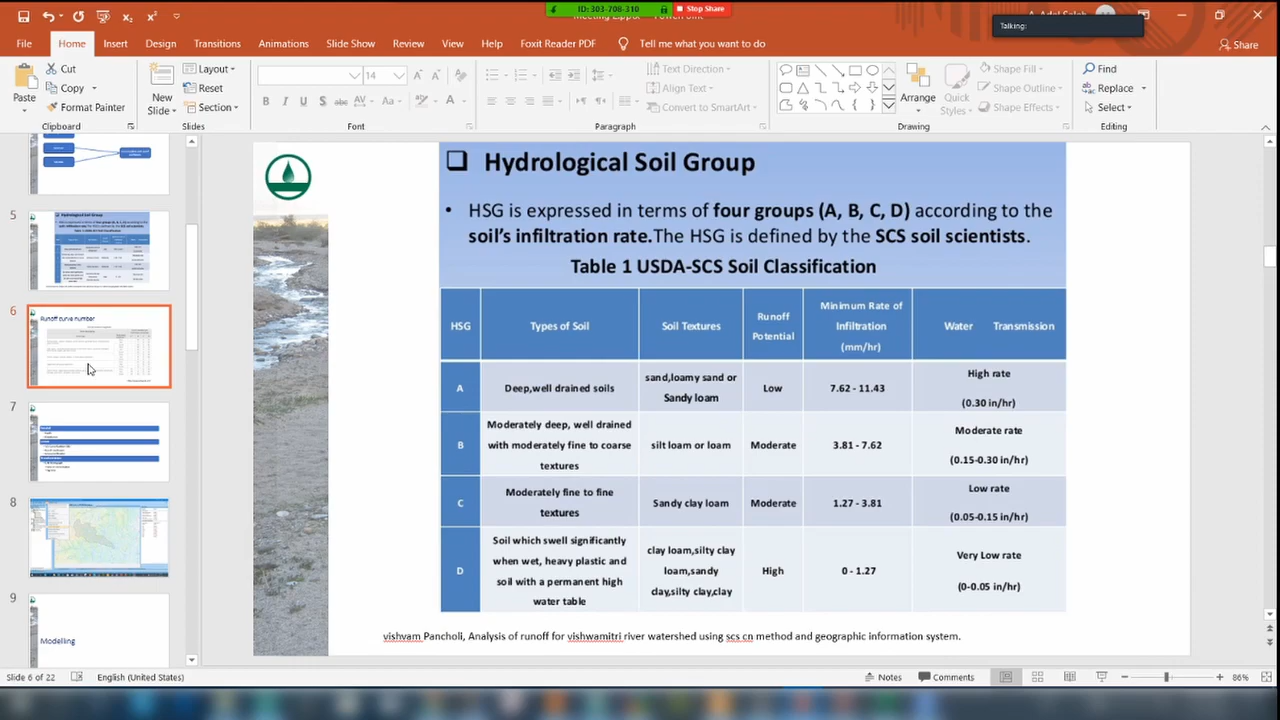 ID: 303-708-310
Stop Share
Talking:
File
Home
Insert
Design
Transitions
Animations
Slide Show
Review
View
Help
Foxit Reader PDF
Tell me what you want to do
Share
Paste
Cut
Copy
Format Painter
Clipboard
New
Slide
Layout
Reset
Section
Slides
14
Font
Text Direction
Align Text
Convert to SmartArt
Paragraph
Arrange
Quick
Styles
Shape Fill
Shape Outline
Shape Effects
Drawing
Find
Replace
Select
Editing
5
Hydrological Soil Group
6
Runoff curve number
7
8
9
Modelling
Hydrological Soil Group
• HSG is expressed in terms of four groups (A, B, C, D) according to the
soil's infiltration rate.The HSG is defined by the SCS soil scientists.
Table 1 USDA-SCS Soil Classification
HSG
Types of Soil
Soil Textures
Runoff
Potential
Minimum Rate of
Infiltration
(mm/hr)
Water Transmission
A
Deep,well drained soils
sand,loamy sand or
Sandy loam
Low
7.62 - 11.43
High rate
(0.30 in/hr)
B
Moderately deep, well drained
with moderately fine to coarse
textures
silt loam or loam
Moderate
3.81 - 7.62
Moderate rate
(0.15-0.30 in/hr)
C
Moderately fine to fine
textures
Sandy clay loam
Moderate
1.27 - 3.81
Low rate
(0.05-0.15 in/hr)
D
Soil which swell significantly
when wet, heavy plastic and
soil with a permanent high
water table
clay loam,silty clay
loam,sandy
clay,silty clay,clay
High
0 - 1.27
Very Low rate
(0-0.05 in/hr)
vishvam Pancholi, Analysis of runoff for vishwamitri river watershed using scs cn method and geographic information system.
Slide 6 of 22
English (United States)
Notes
Comments
86%